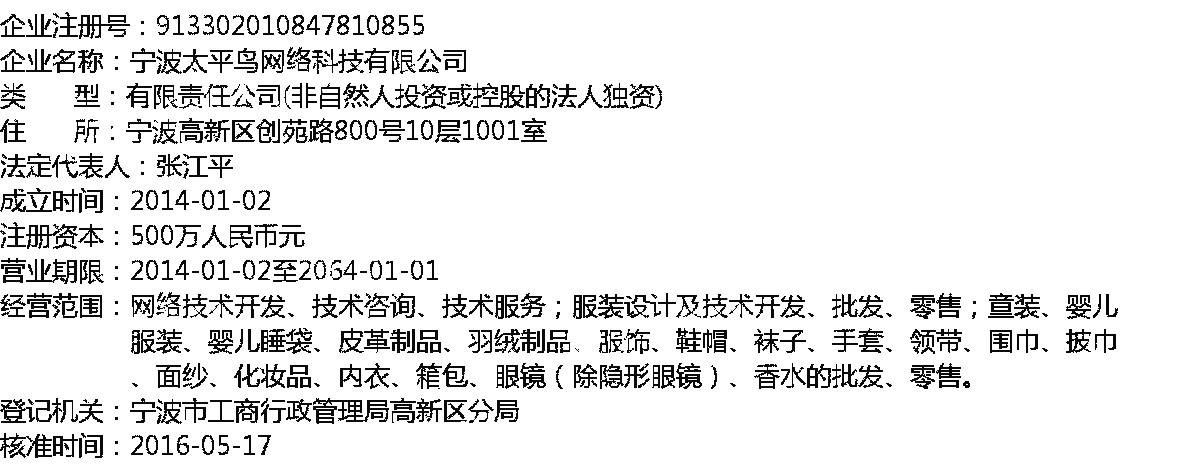 企业注册号：913302010847810855
企业名称：宁波太平鸟网络科技有限公司
类　　型：有限责任公司(非自然人投资或控股的法人独资)
住　　所：宁波高新区创苑路800号10层1001室
法定代表人：张江平
成立时间：2014-01-02
注册资本：500万人民币元
营业期限：2014-01-02至2064-01-01
经营范围：网络技术开发、技术咨询、技术服务；服装设计及技术开发、批发、零售；童装、婴儿
服装、婴儿睡袋、皮革制品、羽绒制品、服饰、鞋帽、袜子、手套、领带、围巾、披巾
、面纱、化妆品、内衣、箱包、眼镜（除隐形眼镜）、香水的批发、零售。
登记机关：宁波市工商行政管理局高新区分局
核准时间：2016-05-17